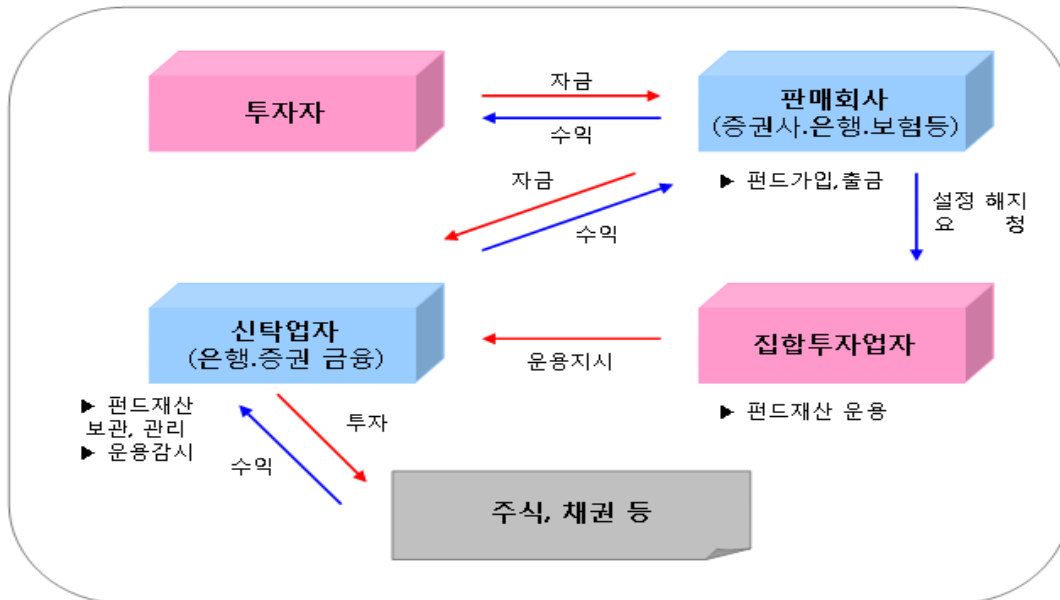 투자자
자금
수익
판매회사
(증권사.은행.보험등)
▶ 펀드가입,출금
자금
수익
설정 해지
요 청
신탁업자
(은행.증권 금융)
▶ 펀드재산
보관, 관리
▶ 운용감시
운용지시
집합투자업자
▶ 펀드재산 운용
투자
수익
주식, 채권 등